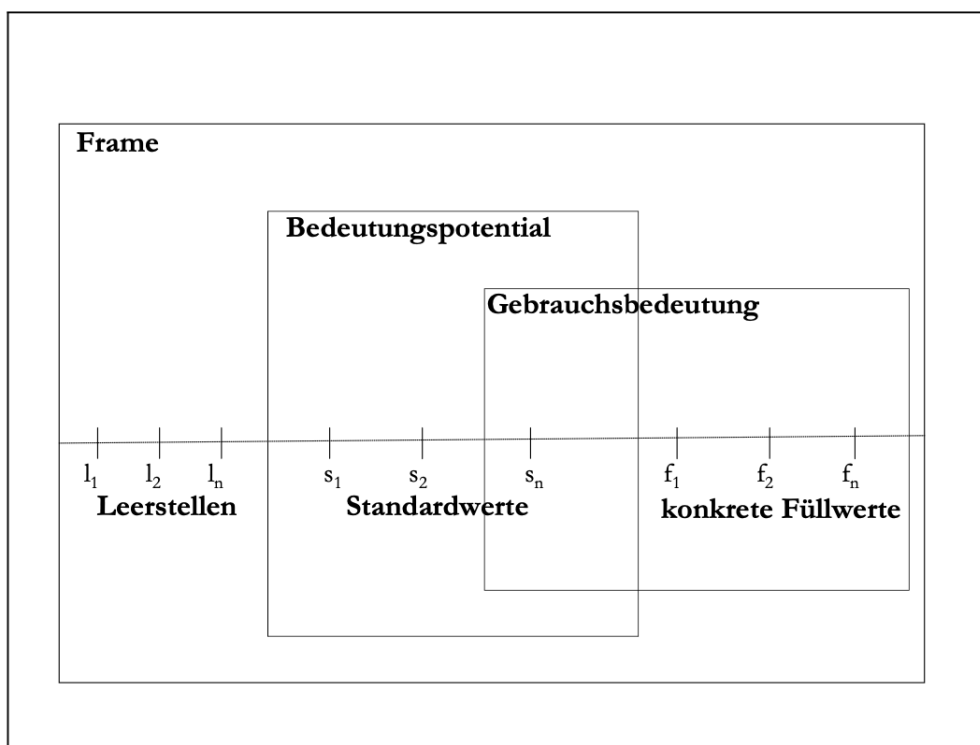 Frame
Bedeutungspotential
Gebrauchsbedeutung
l₁ l₂ lₙ s₁ s₂ sₙ f₁ f₂ fₙ
Leerstellen Standardwerte konkrete Füllwerte